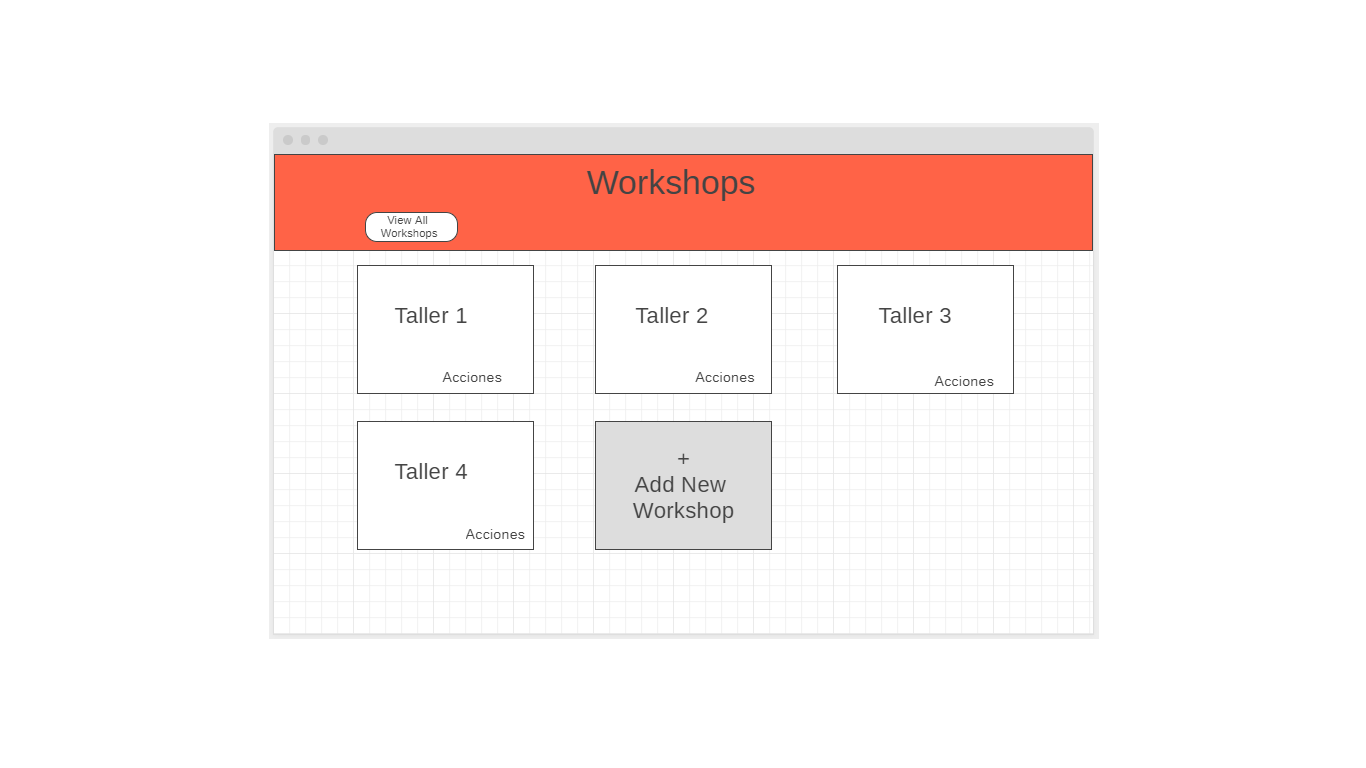 Workshops
View All
Workshops
Taller 1
Acciones
Taller 2
Acciones
Taller 3
Acciones
Taller 4
Acciones
+
Add New
Workshop